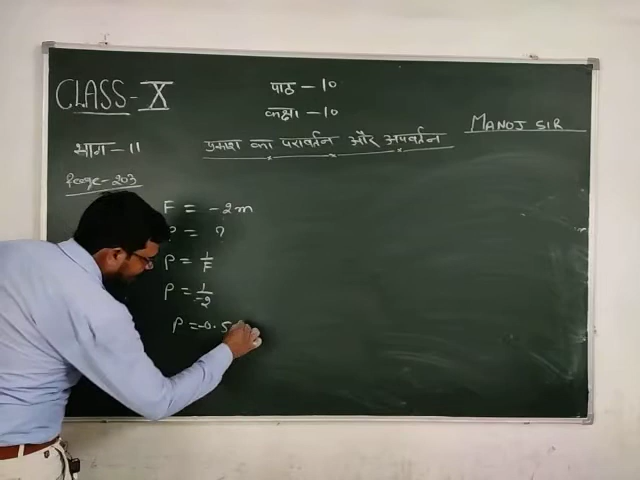 CLASS-X
पाठ-10
कक्षा-10
MANOJ SIR
भाग-11
प्रकाश का परावर्तन और अपवर्तन
Page-203
F = -2m
= ?
P = 1/F
P = 1/-2
P = -0.5